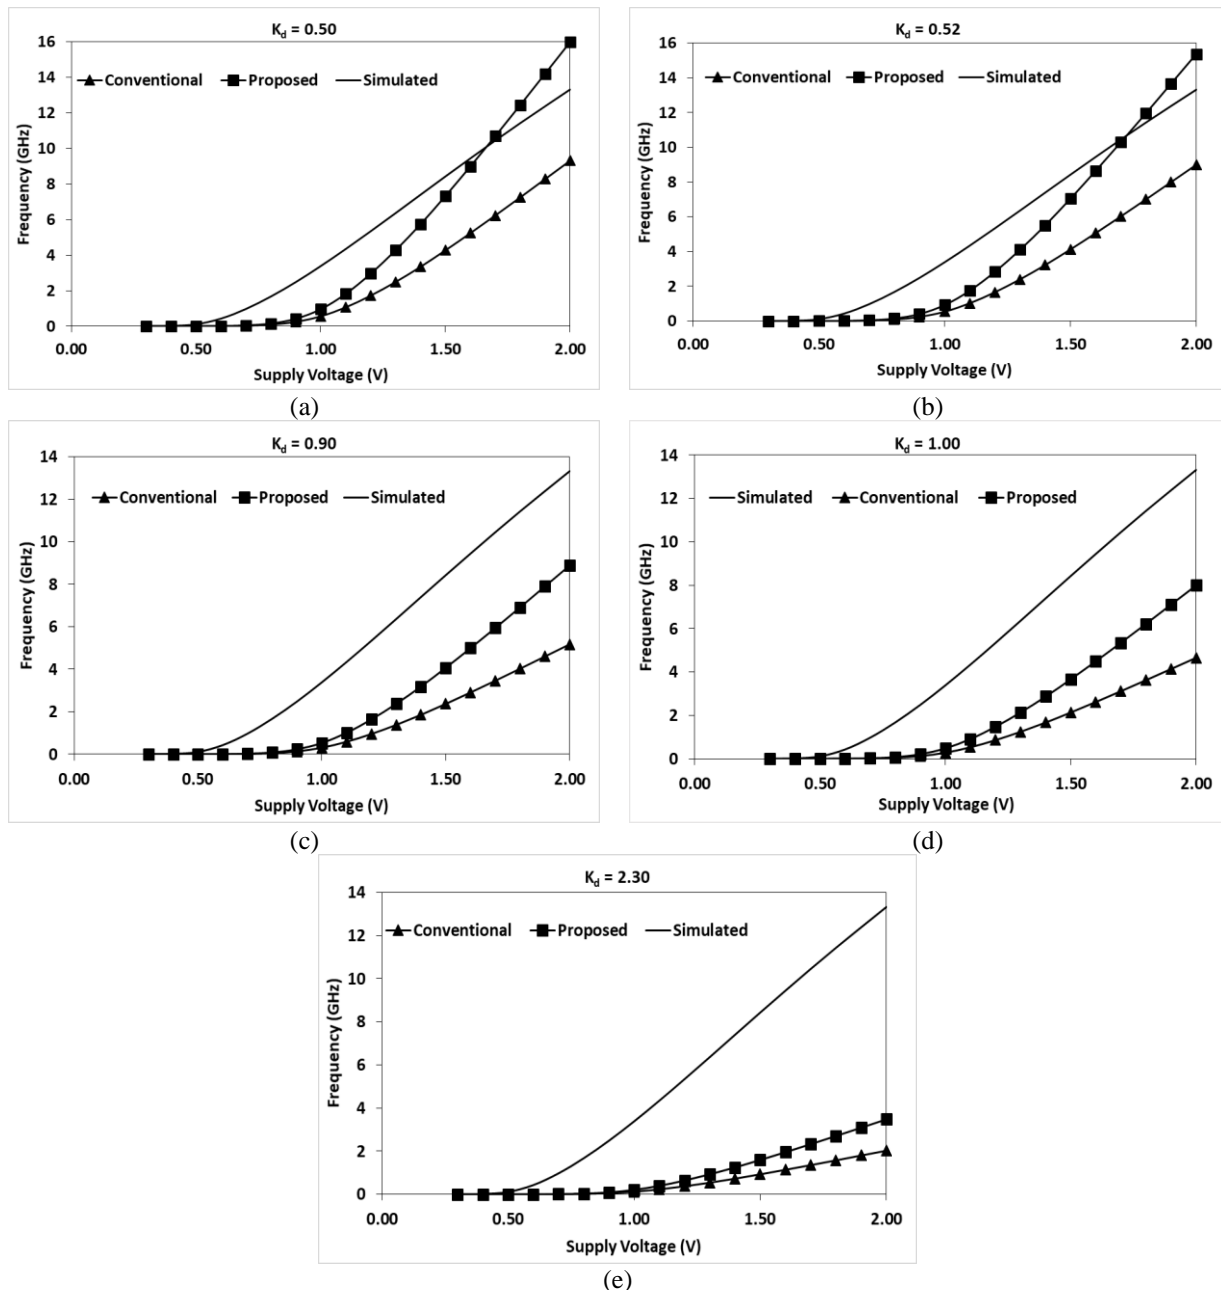 K_d = 0.50
16
14
12
10
8
6
4
2
0
Frequency (GHz)
Conventional Proposed Simulated
0.00 0.50 1.00 1.50 2.00
Supply Voltage (V)
(a)
K_d = 0.52
16
14
12
10
8
6
4
2
0
Frequency (GHz)
Conventional Proposed Simulated
0.00 0.50 1.00 1.50 2.00
Supply Voltage (V)
(b)
K_d = 0.90
14
12
10
8
6
4
2
0
Frequency (GHz)
Conventional Proposed Simulated
0.00 0.50 1.00 1.50 2.00
Supply Voltage (V)
(c)
K_d = 1.00
14
12
10
8
6
4
2
0
Frequency (GHz)
Simulated Conventional Proposed
0.00 0.50 1.00 1.50 2.00
Supply Voltage (V)
(d)
K_d = 2.30
14
12
10
8
6
4
2
0
Frequency (GHz)
Conventional Proposed Simulated
0.00 0.50 1.00 1.50 2.00
Supply Voltage (V)
(e)